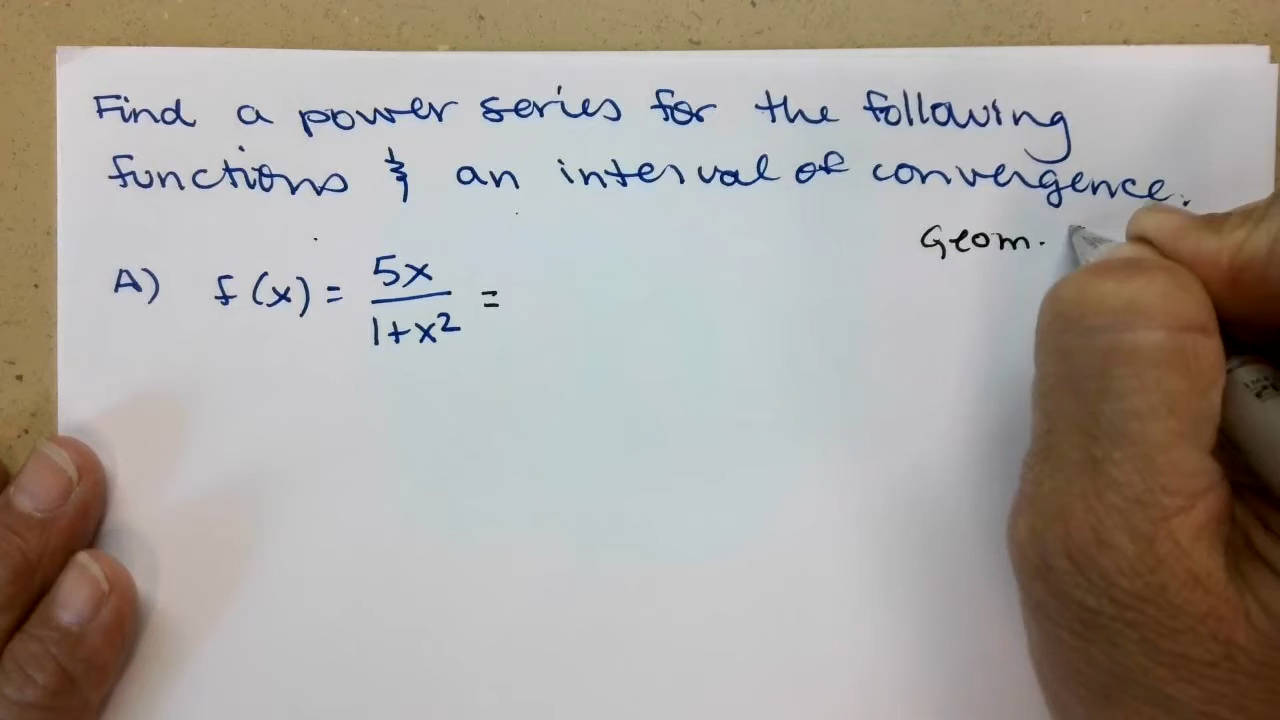 Find a power series for the following
functions & an interval of convergence.
Geom.
A) f(x) = 5x/1+x² =